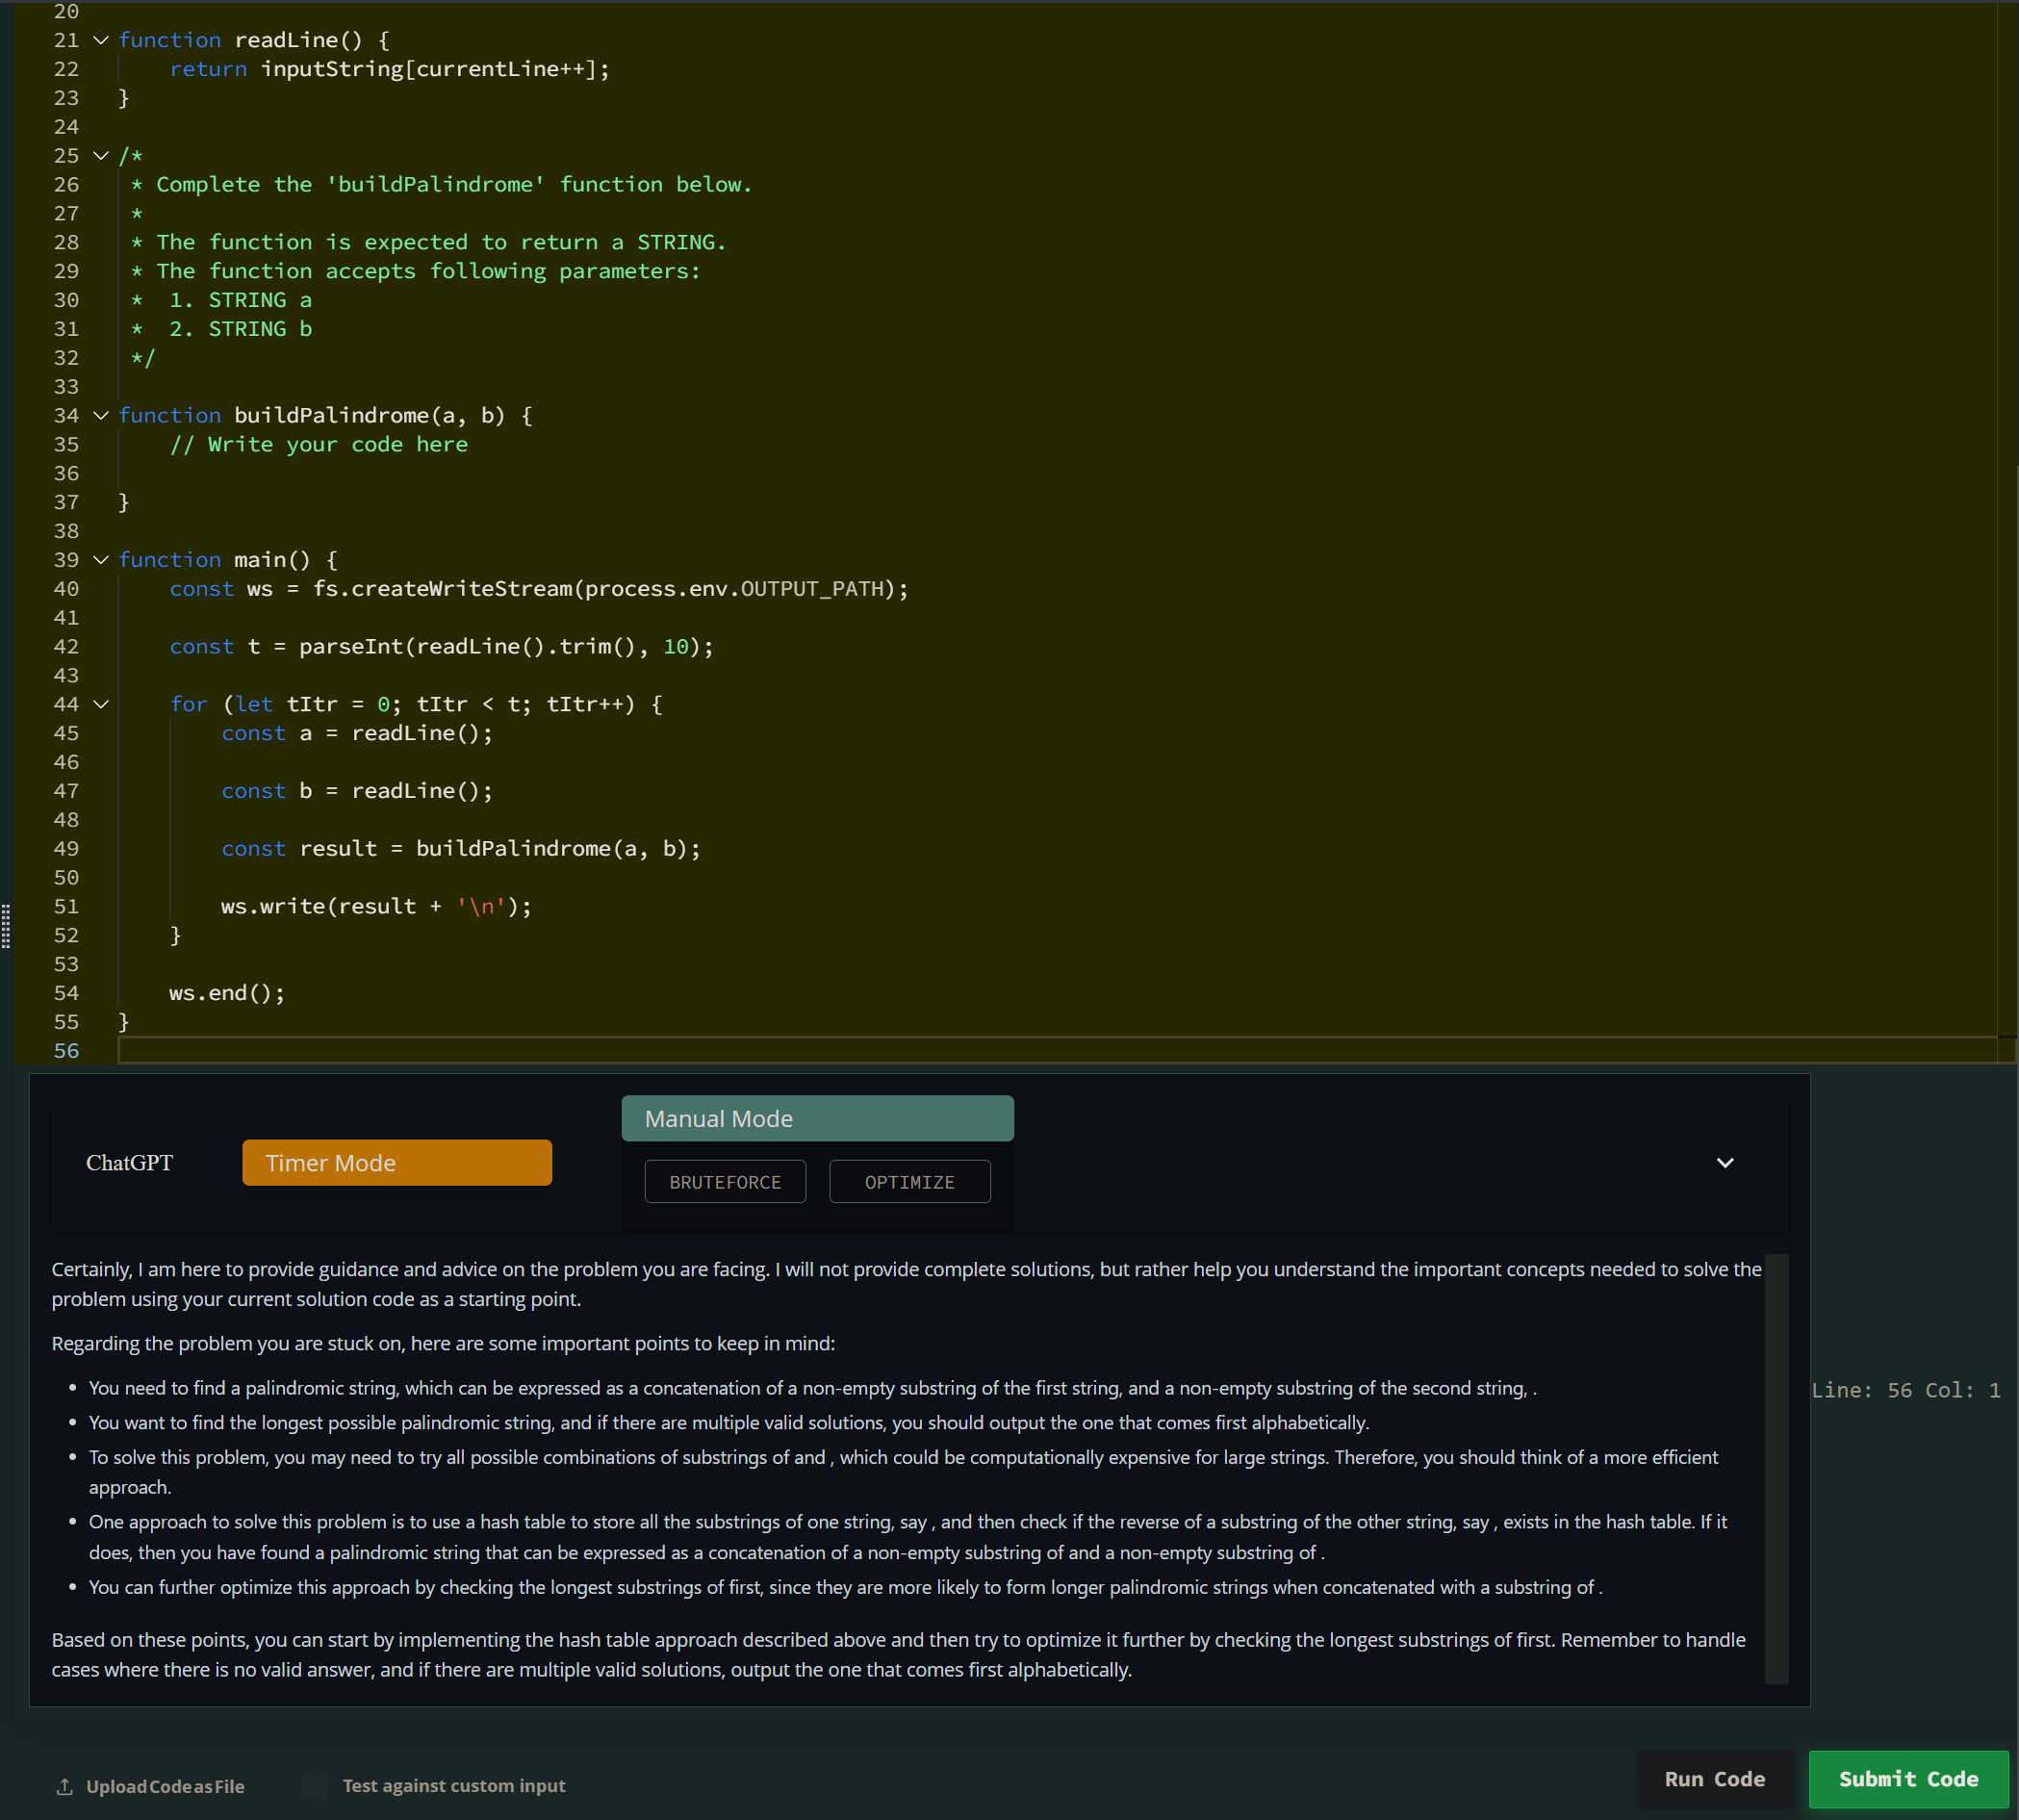 20
21 function readLine() {
22 return inputString[currentLine++];
23 }
24
25 /*
26 * Complete the 'buildPalindrome' function below.
27 *
28 * The function is expected to return a STRING.
29 * The function accepts following parameters:
30 * 1. STRING a
31 * 2. STRING b
32 */
33
34 function buildPalindrome(a, b) {
35 // Write your code here
36
37 }
38
39 function main() {
40 const ws = fs.createWriteStream(process.env.OUTPUT_PATH);
41
42 const t = parseInt(readLine().trim(), 10);
43
44 for (let tItr = 0; tItr < t; tItr++) {
45 const a = readLine();
46
47 const b = readLine();
48
49 const result = buildPalindrome(a, b);
50
51 ws.write(result + '\n');
52 }
53
54 ws.end();
55 }
56
Manual Mode
ChatGPT Timer Mode
BRUTEFORCE OPTIMIZE
Certainly, I am here to provide guidance and advice on the problem you are facing. I will not provide complete solutions, but rather help you understand the important concepts needed to solve the
problem using your current solution code as a starting point.
Regarding the problem you are stuck on, here are some important points to keep in mind:
• You need to find a palindromic string, which can be expressed as a concatenation of a non-empty substring of the first string, and a non-empty substring of the second string, .
Line: 56 Col: 1
• You want to find the longest possible palindromic string, and if there are multiple valid solutions, you should output the one that comes first alphabetically.
• To solve this problem, you may need to try all possible combinations of substrings of and , which could be computationally expensive for large strings. Therefore, you should think of a more efficient
approach.
• One approach to solve this problem is to use a hash table to store all the substrings of one string, say , and then check if the reverse of a substring of the other string, say , exists in the hash table. If it
does, then you have found a palindromic string that can be expressed as a concatenation of a non-empty substring of and a non-empty substring of .
• You can further optimize this approach by checking the longest substrings of first, since they are more likely to form longer palindromic strings when concatenated with a substring of .
Based on these points, you can start by implementing the hash table approach described above and then try to optimize it further by checking the longest substrings of first. Remember to handle
cases where there is no valid answer, and if there are multiple valid solutions, output the one that comes first alphabetically.
Upload Code as File Test against custom input Run Code Submit Code